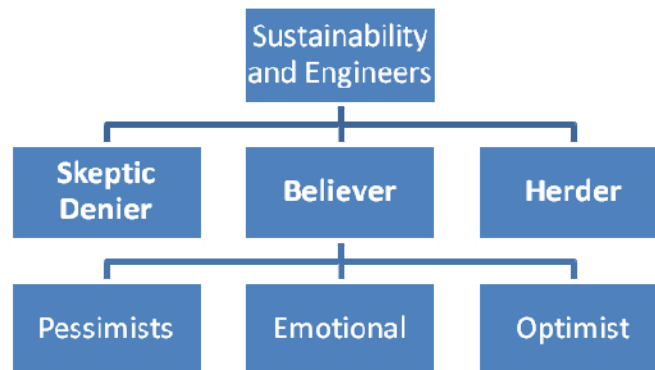 Sustainability
and Engineers
Skeptic
Denier
Believer
Herder
Pessimists
Emotional
Optimist